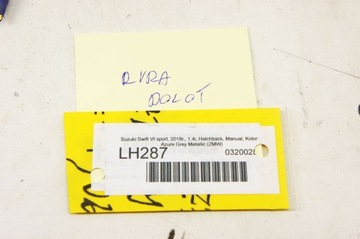 RURA
DOLOT
Suzuki Swift VI sport, 2018r., 1.4i, Hatchback, Manual, Kolor:
Azure Grey Metallic (ZMW)
LH287
0320028